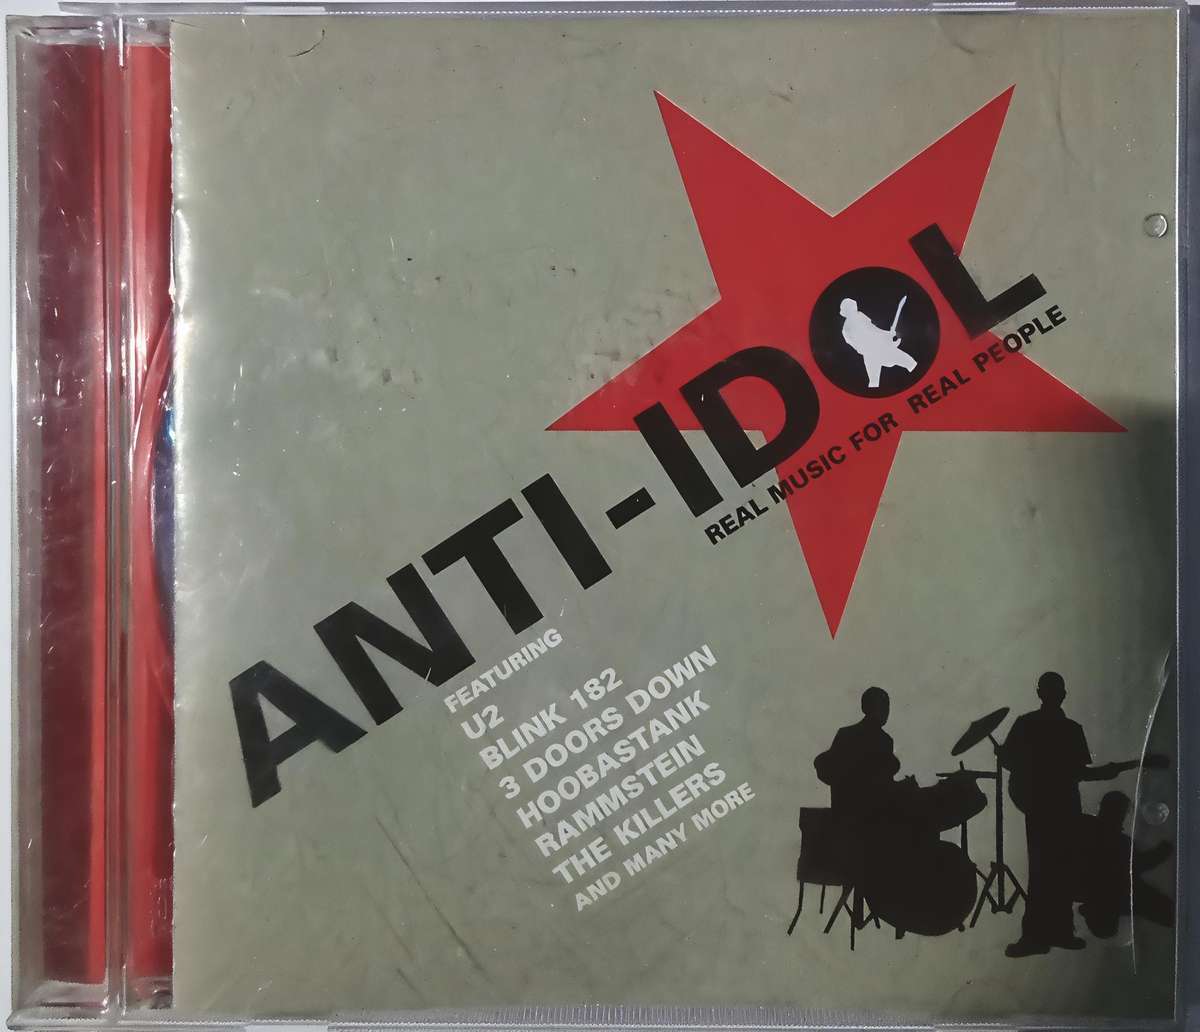 ANTI-IDOL
REAL MUSIC FOR REAL PEOPLE
FEATURING
U2
BLINK 182
3 DOORS DOWN
HOOBASTANK
RAMMSTEIN
THE KILLERS
AND MANY MORE